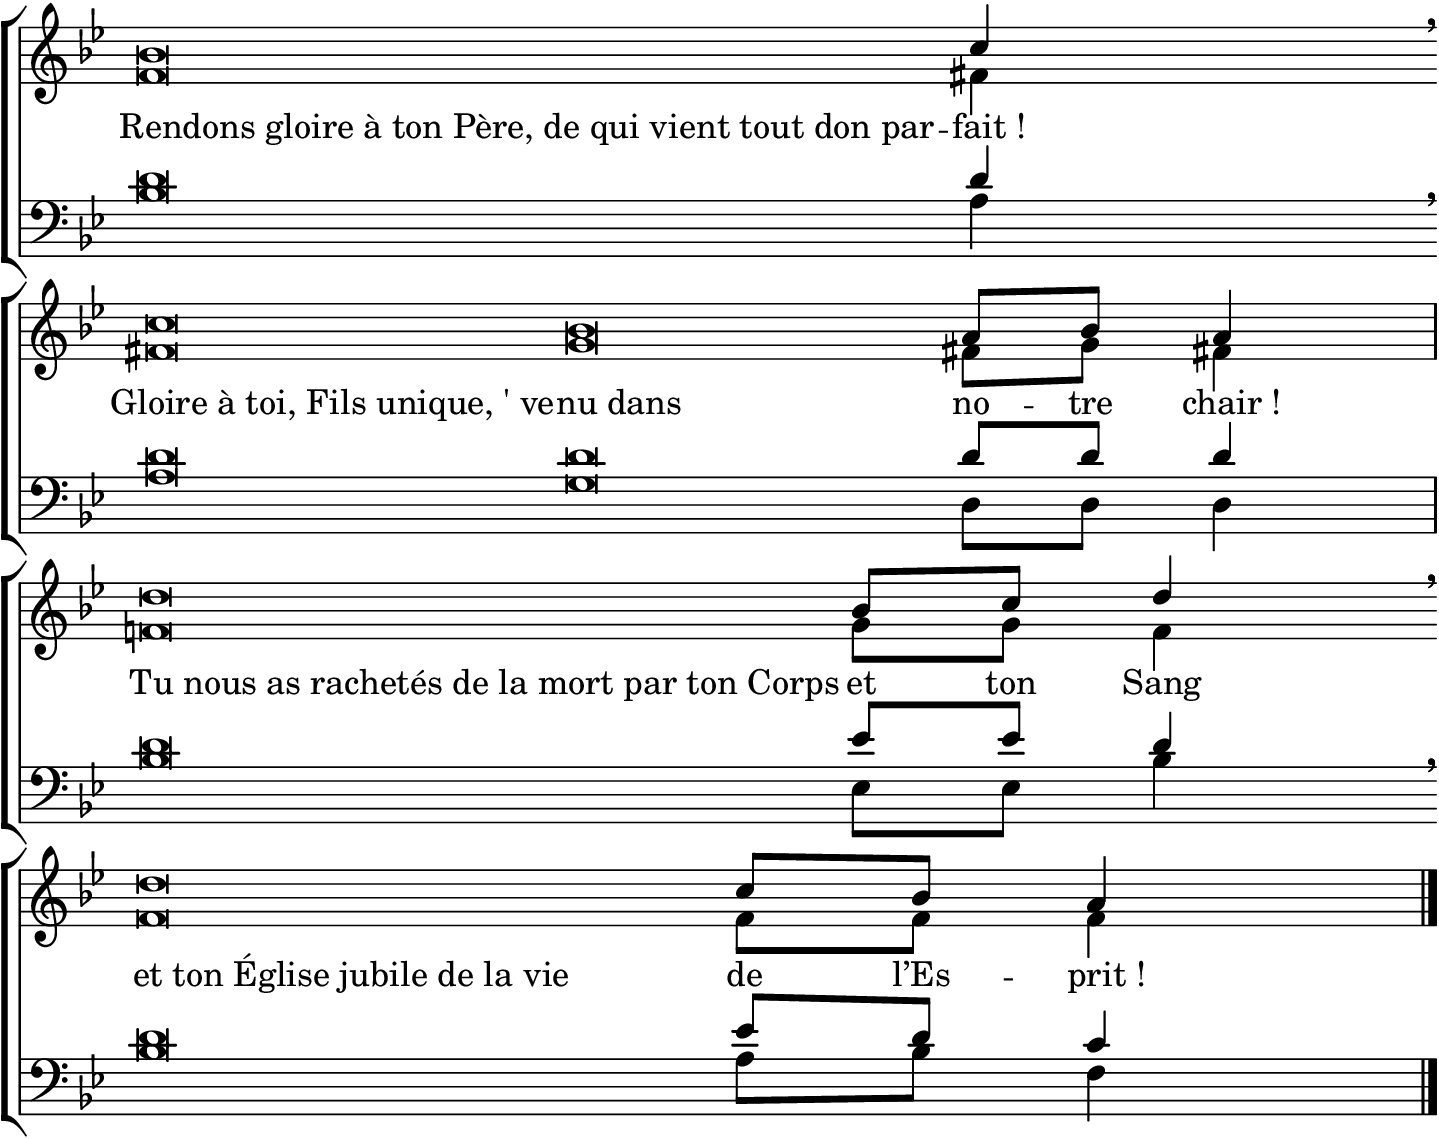 Rendons gloire à ton Père, de qui vient tout don par - fait !
Gloire à toi, Fils unique, ' venu dans no - tre chair !
Tu nous as rachetés de la mort par ton Corps et ton Sang
et ton Église jubile de la vie de l’Es - prit !